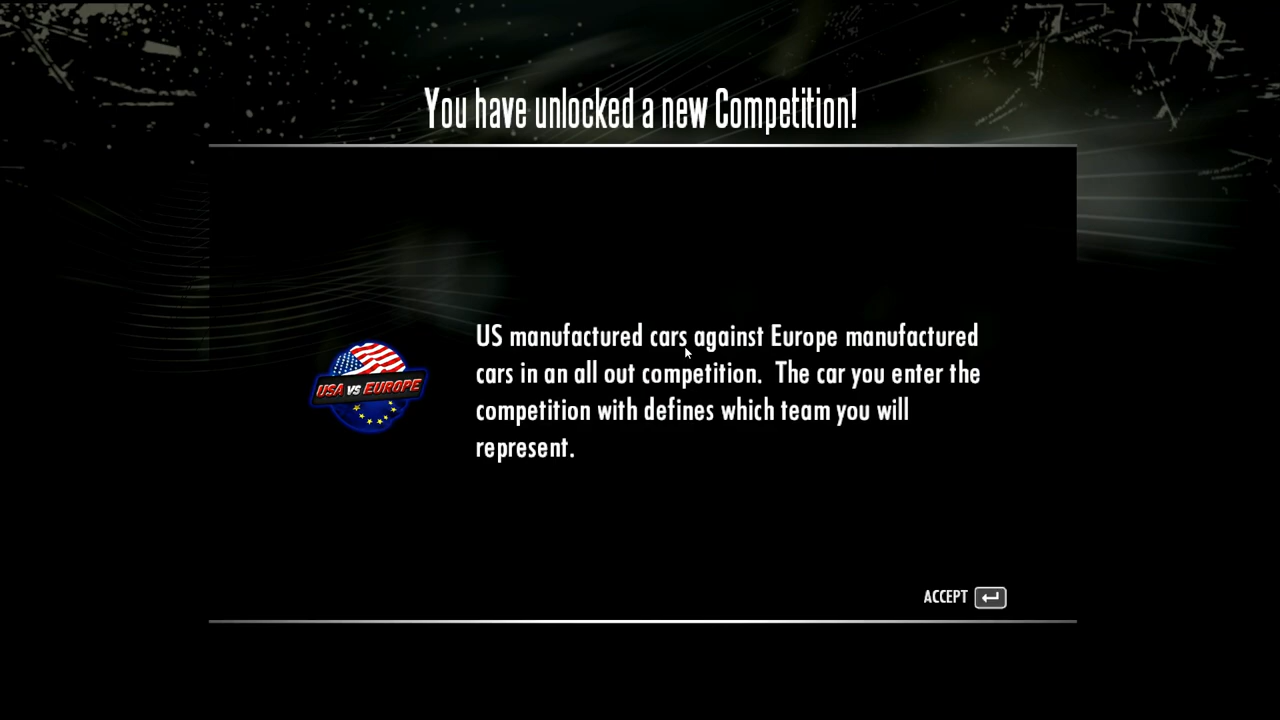 You have unlocked a new Competition!
USA VS EUROPE
US manufactured cars against Europe manufactured
cars in an all out competition. The car you enter the
competition with defines which team you will
represent.
ACCEPT